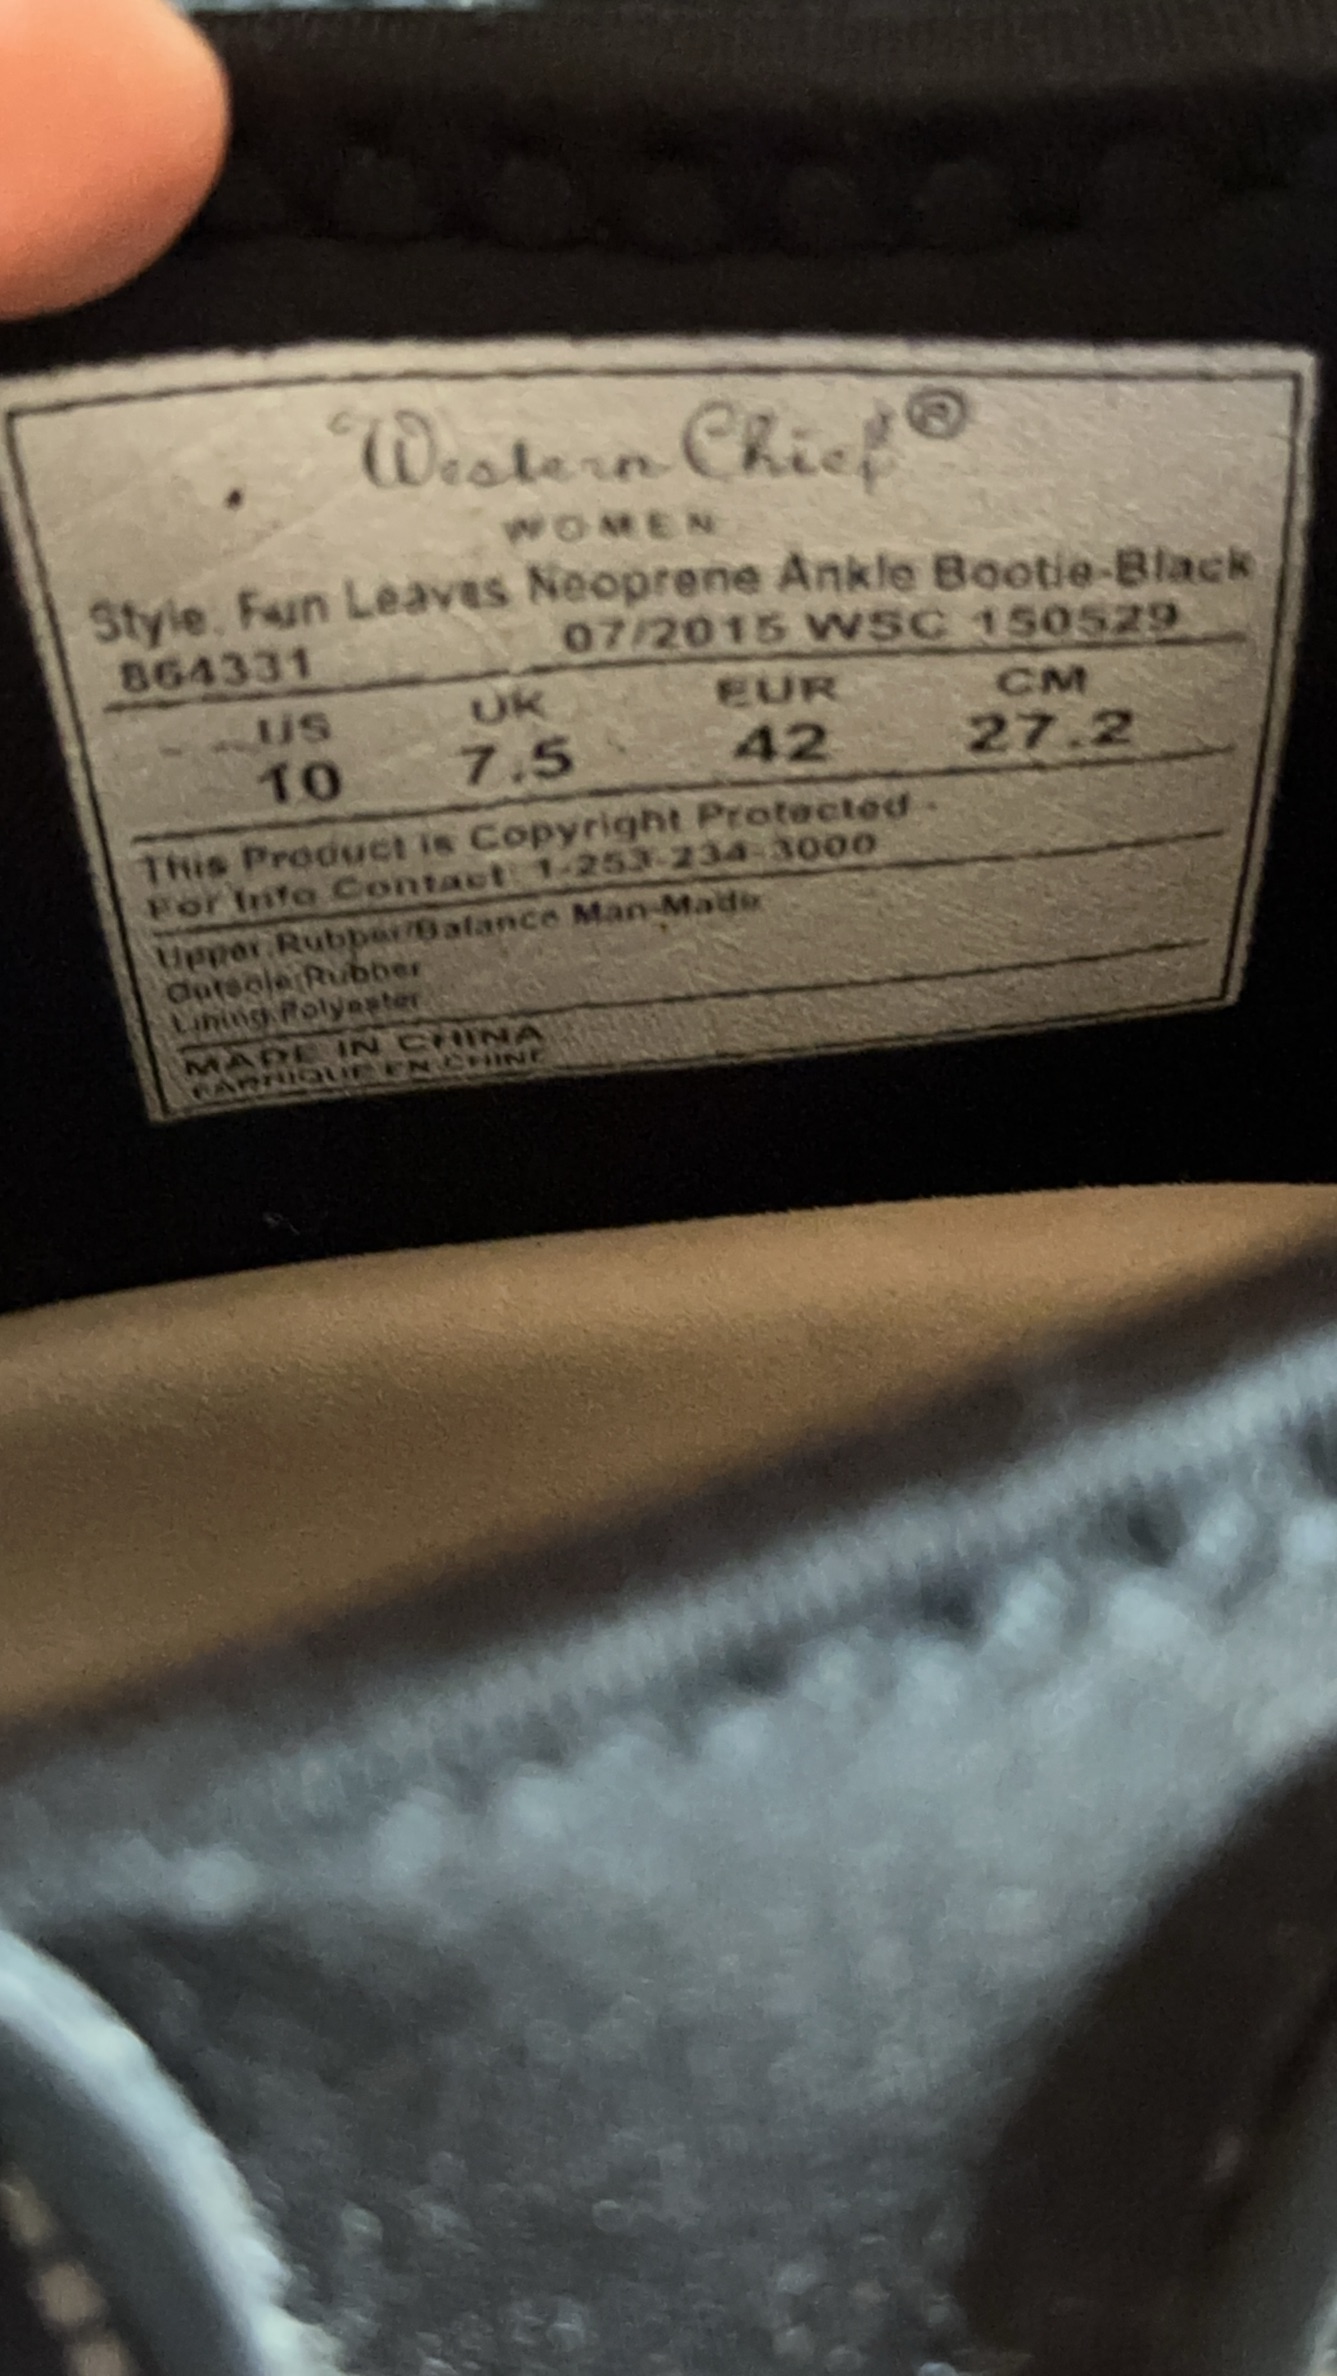 Western Chief®
WOMEN
Style: Fun Leaves Neoprene Ankle Bootie-Black
864331 07/2015 WSC 150529
US UK EUR CM
10 7.5 42 27.2
This Product is Copyright Protected -
For Info Contact: 1-253-234-3000
Upper:Rubber/Balance Man-Made
Outsole:Rubber
Lining:Polyester
MADE IN CHINA
FABRIQUE EN CHINE